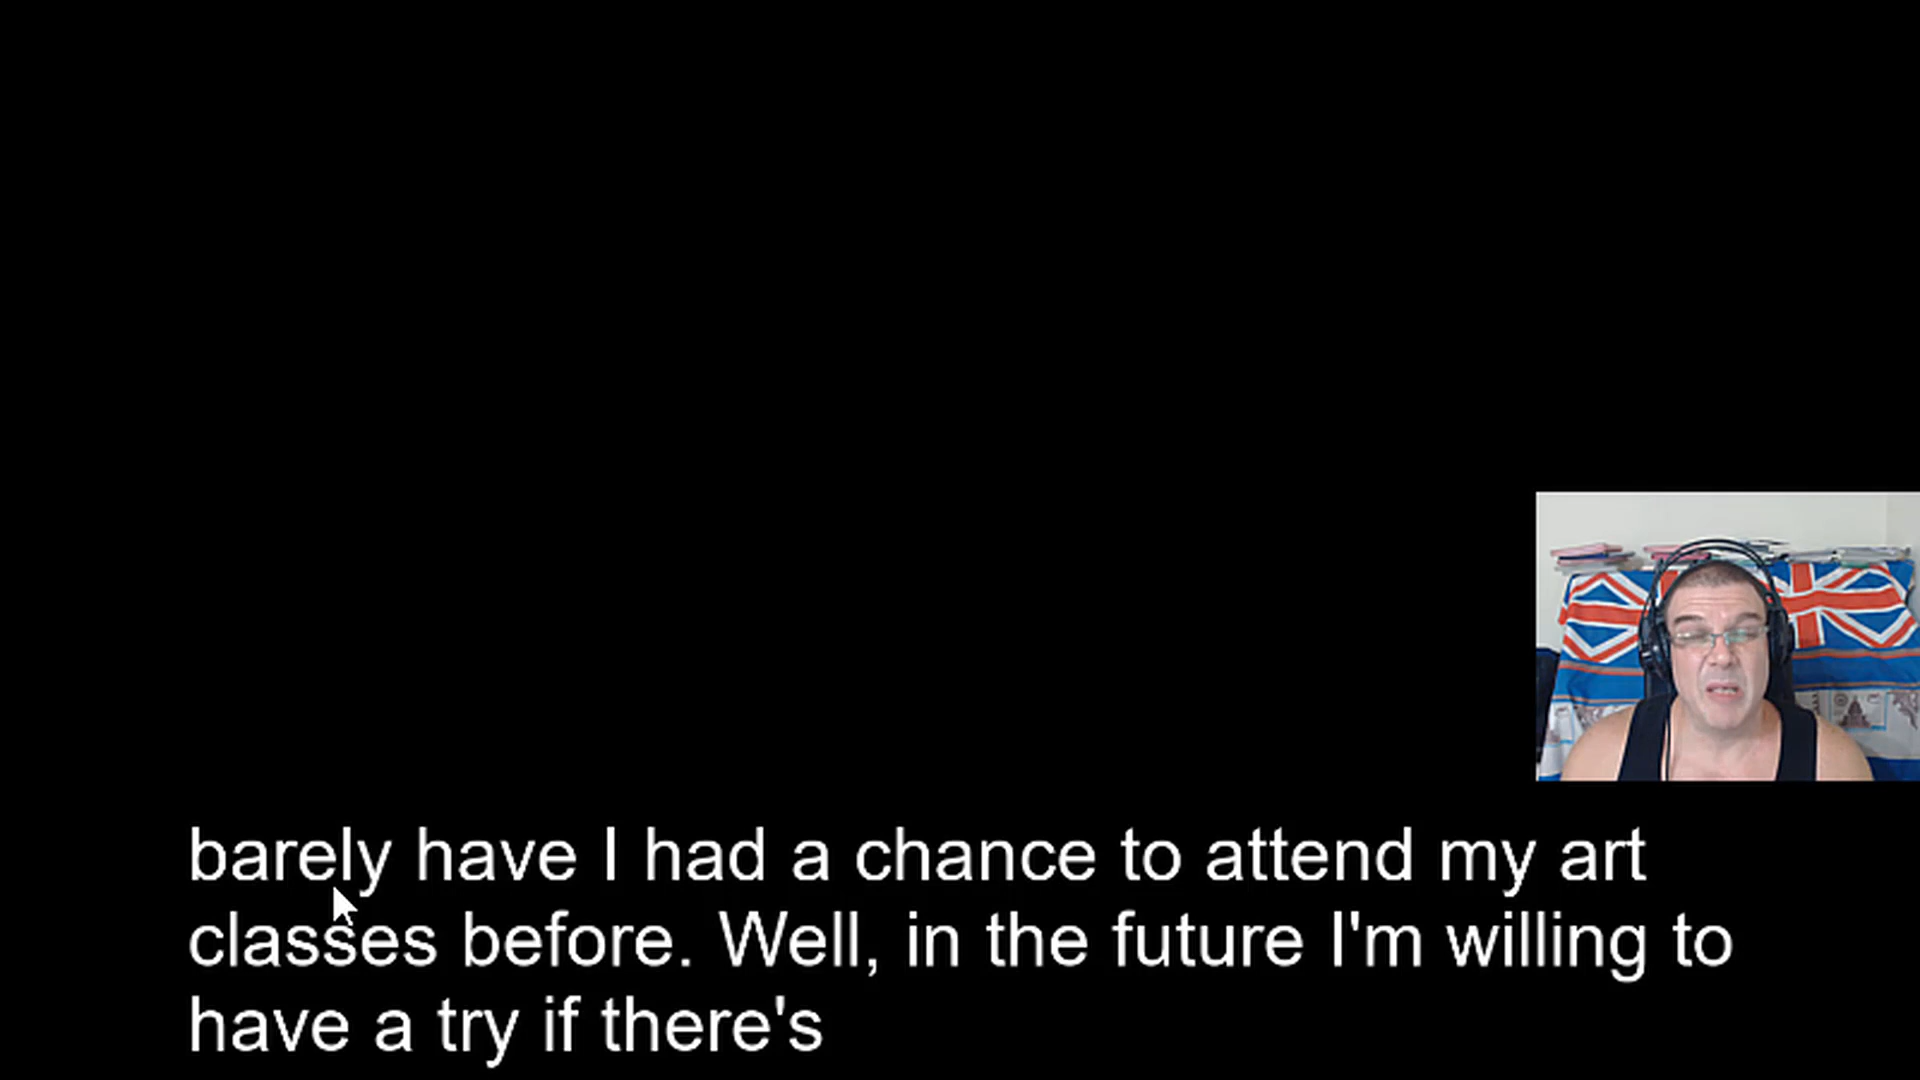 barely have I had a chance to attend my art
classes before. Well, in the future I'm willing to
have a try if there's